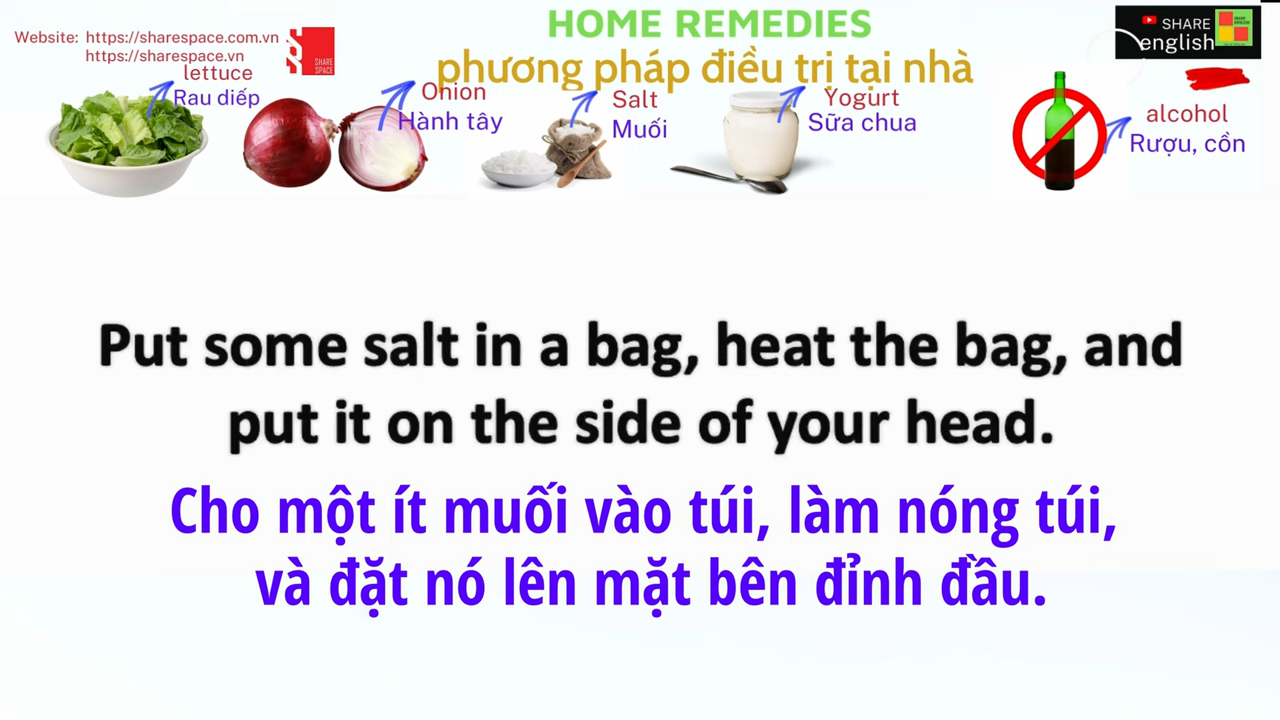 HOME REMEDIES
phương pháp điều trị tại nhà
Website: https://sharespace.com.vn
https://sharespace.vn
SHARE
SPACE
SHARE
english
lettuce
Rau diếp
Onion
Hành tây
Salt
Muối
Yogurt
Sữa chua
alcohol
Rượu, cồn
Put some salt in a bag, heat the bag, and
put it on the side of your head.
Cho một ít muối vào túi, làm nóng túi,
và đặt nó lên mặt bên đỉnh đầu.